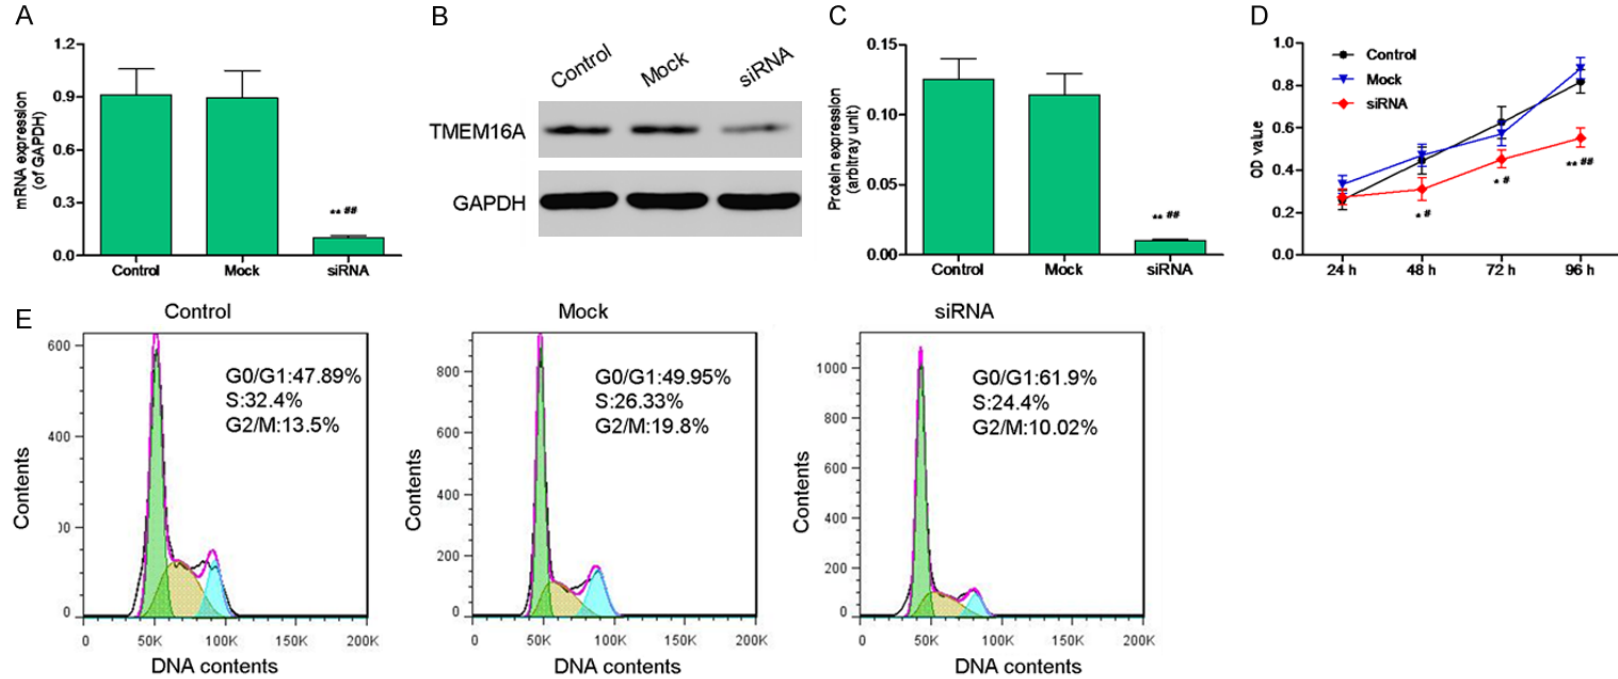 A
mRNA expression
(of GAPDH)
1.2
0.9
0.6
0.3
0.0
** ##
Control
Mock
siRNA
B
Control
Mock
siRNA
TMEM16A
GAPDH
C
Protein expression
(arbitray unit)
0.15
0.10
0.05
0.00
** ##
Control
Mock
siRNA
D
OD value
1.0
0.8
0.6
0.4
0.2
0.0
Control
Mock
siRNA
* #
* #
** ##
24 h
48 h
72 h
96 h
E
Control
Contents
600
400
00
0
G0/G1:47.89%
S:32.4%
G2/M:13.5%
0
50K
100K
150K
200K
DNA contents
Mock
Contents
800
600
400
200
0
G0/G1:49.95%
S:26.33%
G2/M:19.8%
0
50K
100K
150K
200K
DNA contents
siRNA
Contents
1000
800
600
400
200
0
G0/G1:61.9%
S:24.4%
G2/M:10.02%
0
50K
100K
150K
200K
DNA contents